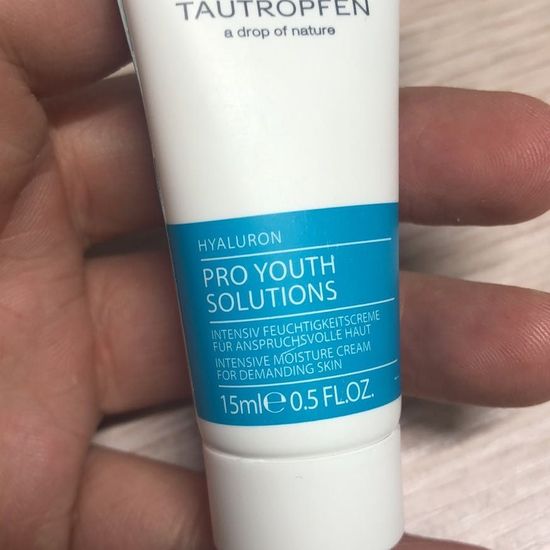 TAUTROPFEN
a drop of nature
HYALURON
PRO YOUTH
SOLUTIONS
INTENSIV FEUCHTIGKEITSCREME
FÜR ANSPRUCHSVOLLE HAUT
INTENSIVE MOISTURE CREAM
FOR DEMANDING SKIN
15ml℮0.5 FL.OZ.